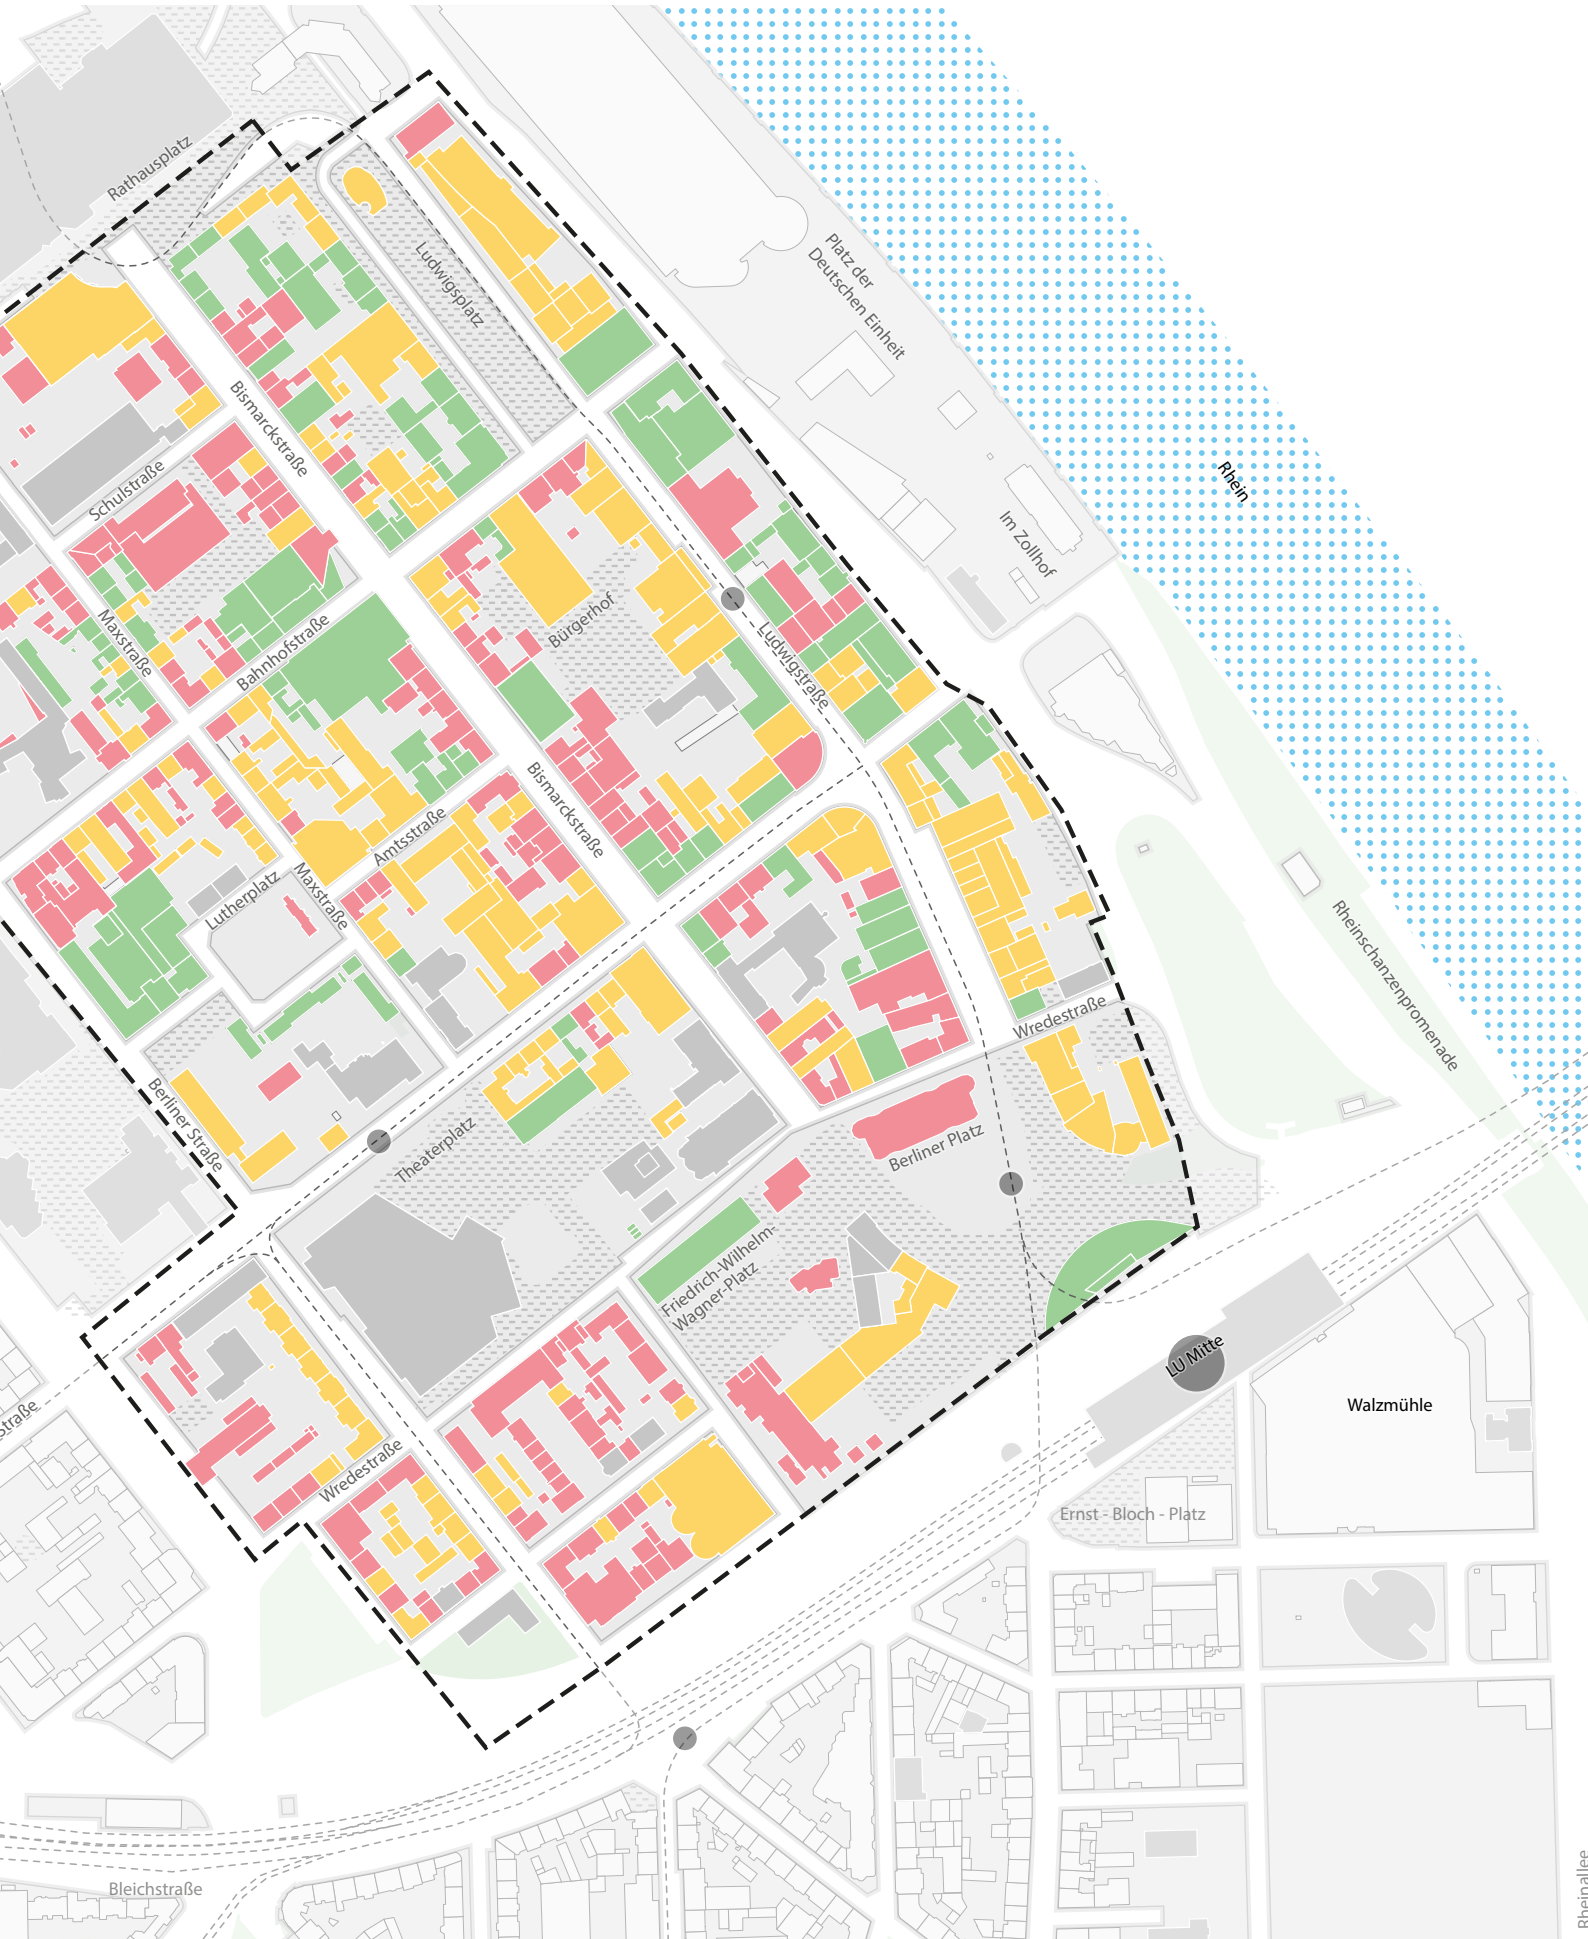 Rathausplatz
Ludwigsplatz
Platz der
Deutschen Einheit
Bismarckstraße
Schulstraße
Rhein
Im Zollhof
Maxstraße
Bahnhofstraße
Bürgerhof
Ludwigstraße
Bismarckstraße
Amtsstraße
Lutherplatz
Maxstraße
Rheinschanzenpromenade
Wredestraße
Berliner Straße
Theaterplatz
Berliner Platz
Friedrich-Wilhelm-
Wagner-Platz
LU Mitte
Walzmühle
straße
Wredestraße
Ernst - Bloch - Platz
Bleichstraße
Rheinallee